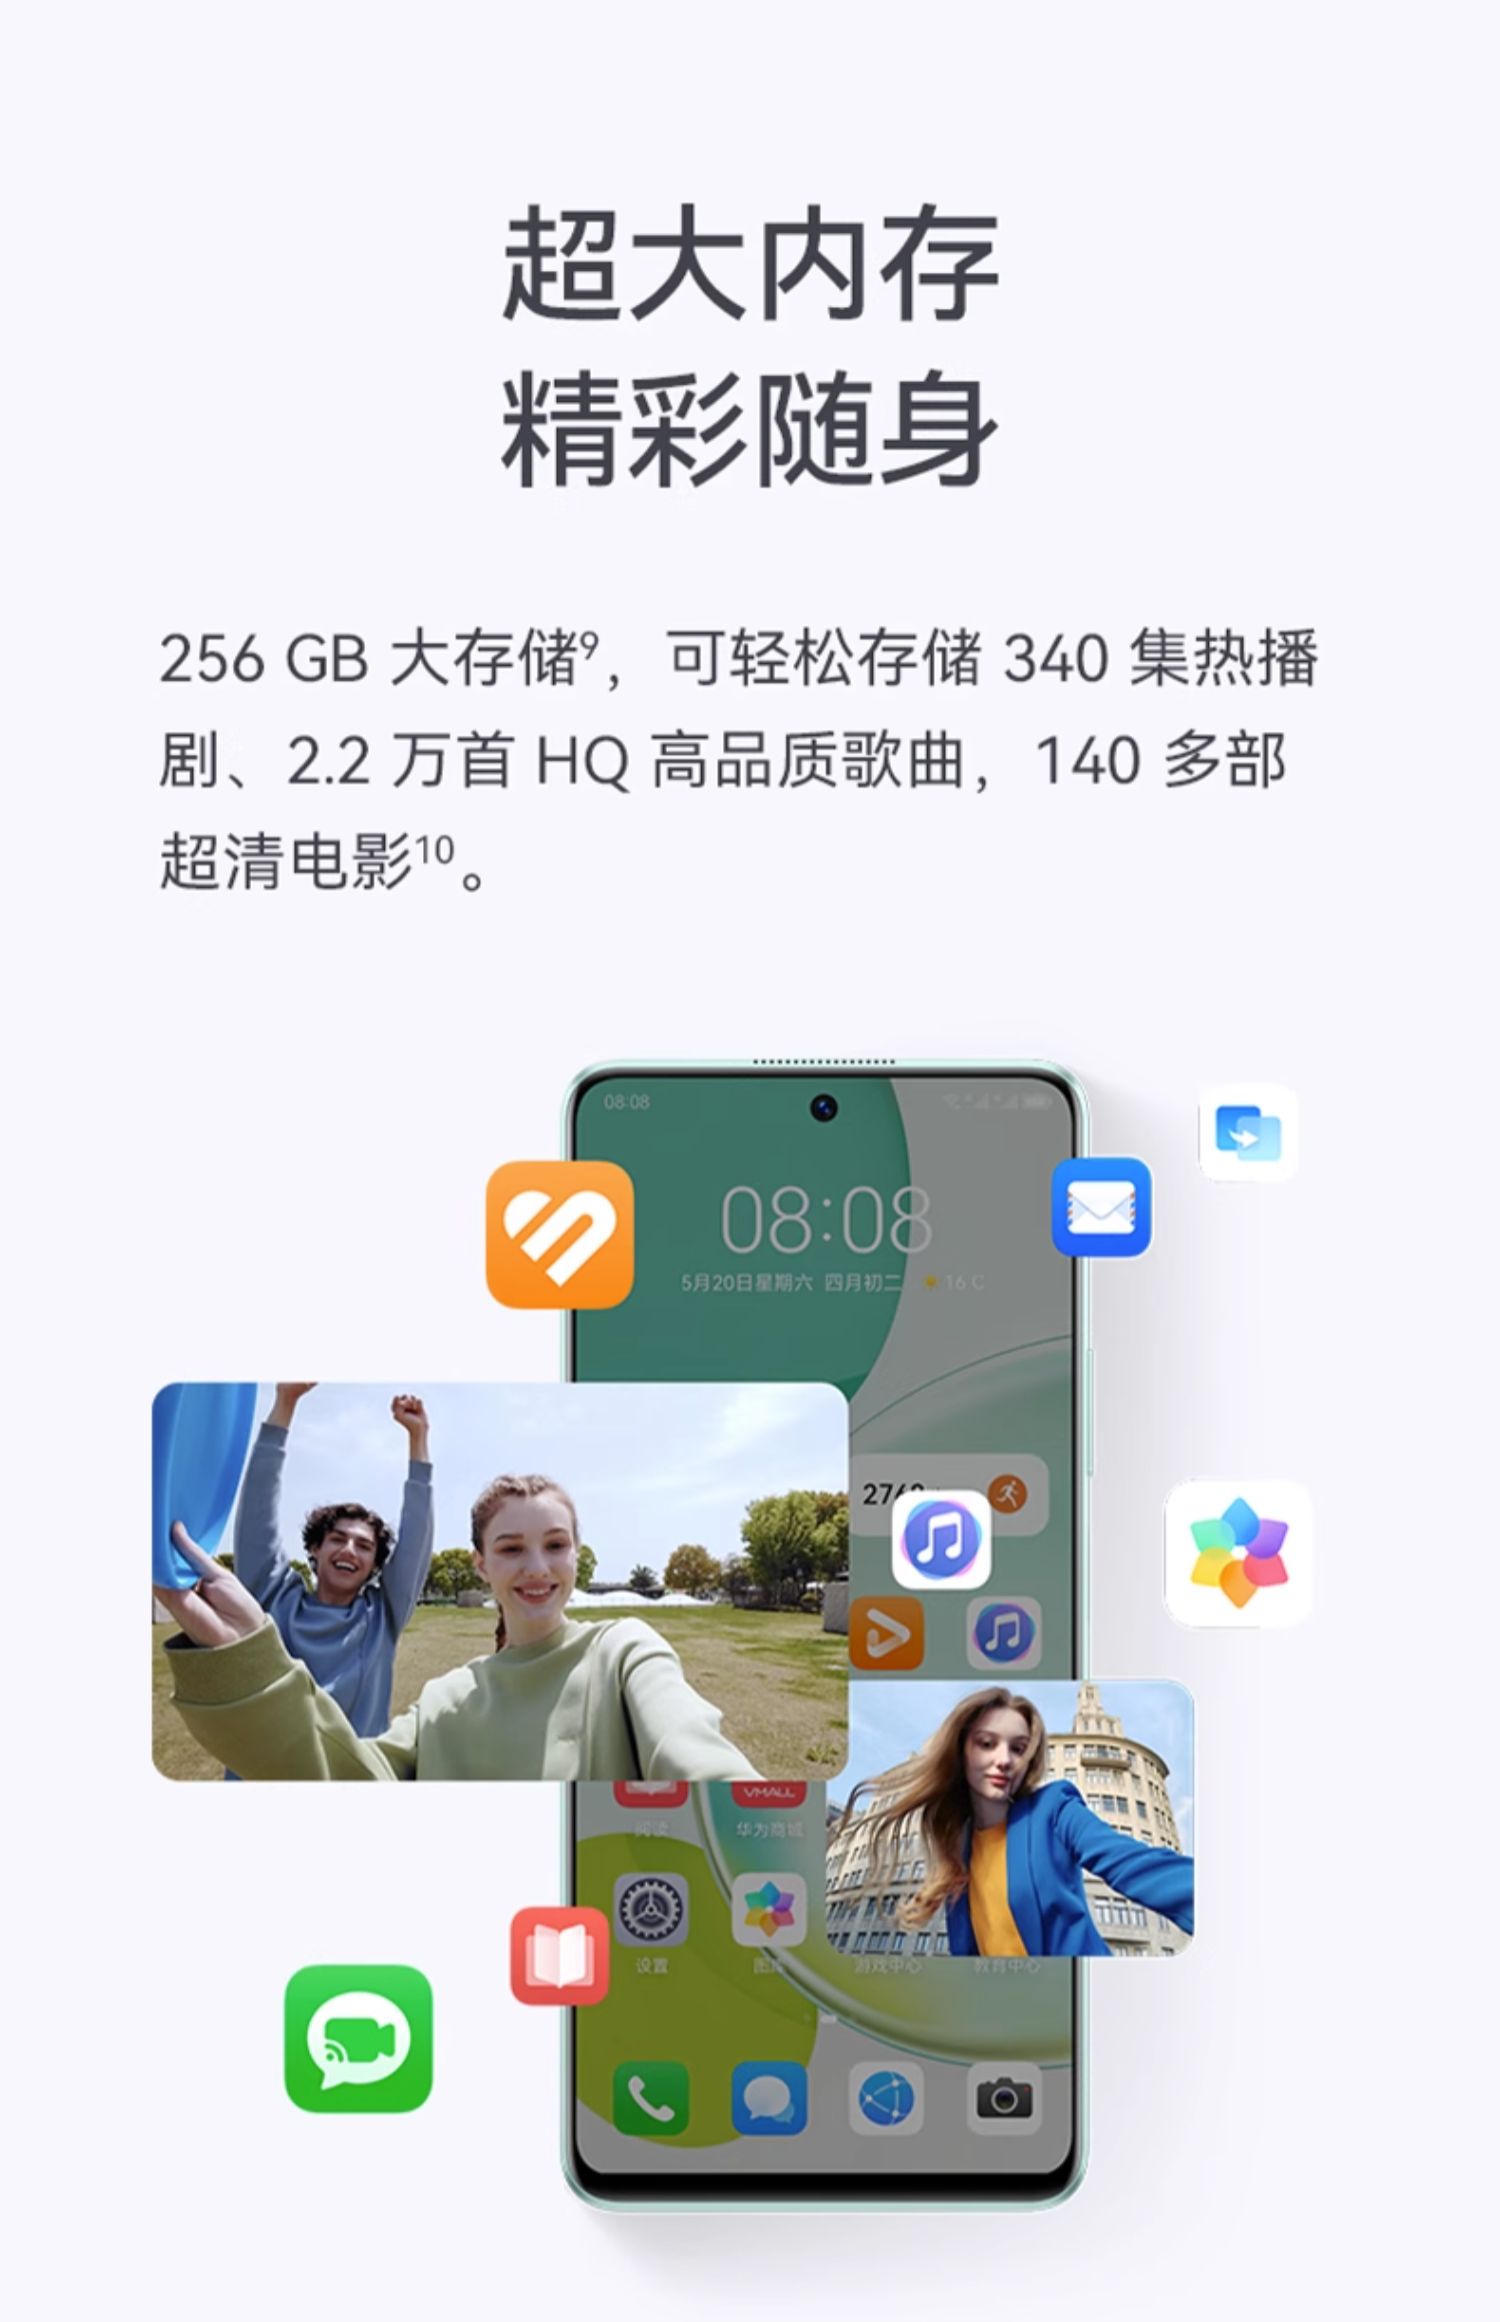 超大内存
精彩随身
256 GB 大存储⁹，可轻松存储 340 集热播
剧、2.2 万首 HQ 高品质歌曲，140 多部
超清电影¹⁰。
08:08
08:08
5月20日星期六 四月初二 16 C
VMALL
阅读 华为商城
设置 图库 游戏中心 教育中心